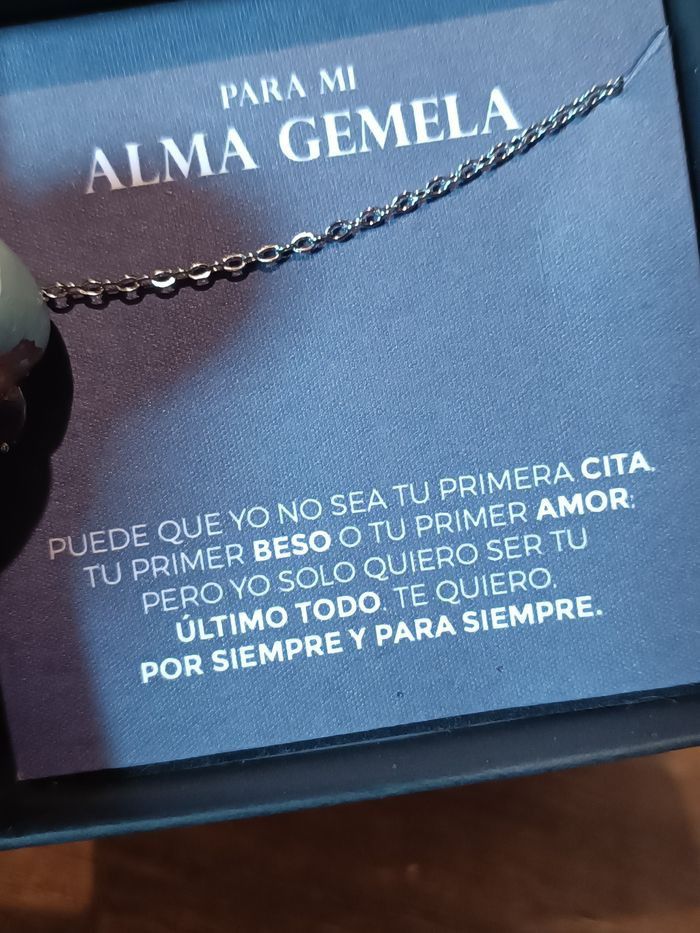 PARA MI
ALMA GEMELA
PUEDE QUE YO NO SEA TU PRIMERA CITA,
TU PRIMER BESO O TU PRIMER AMOR;
PERO YO SOLO QUIERO SER TU
ÚLTIMO TODO. TE QUIERO,
POR SIEMPRE Y PARA SIEMPRE.